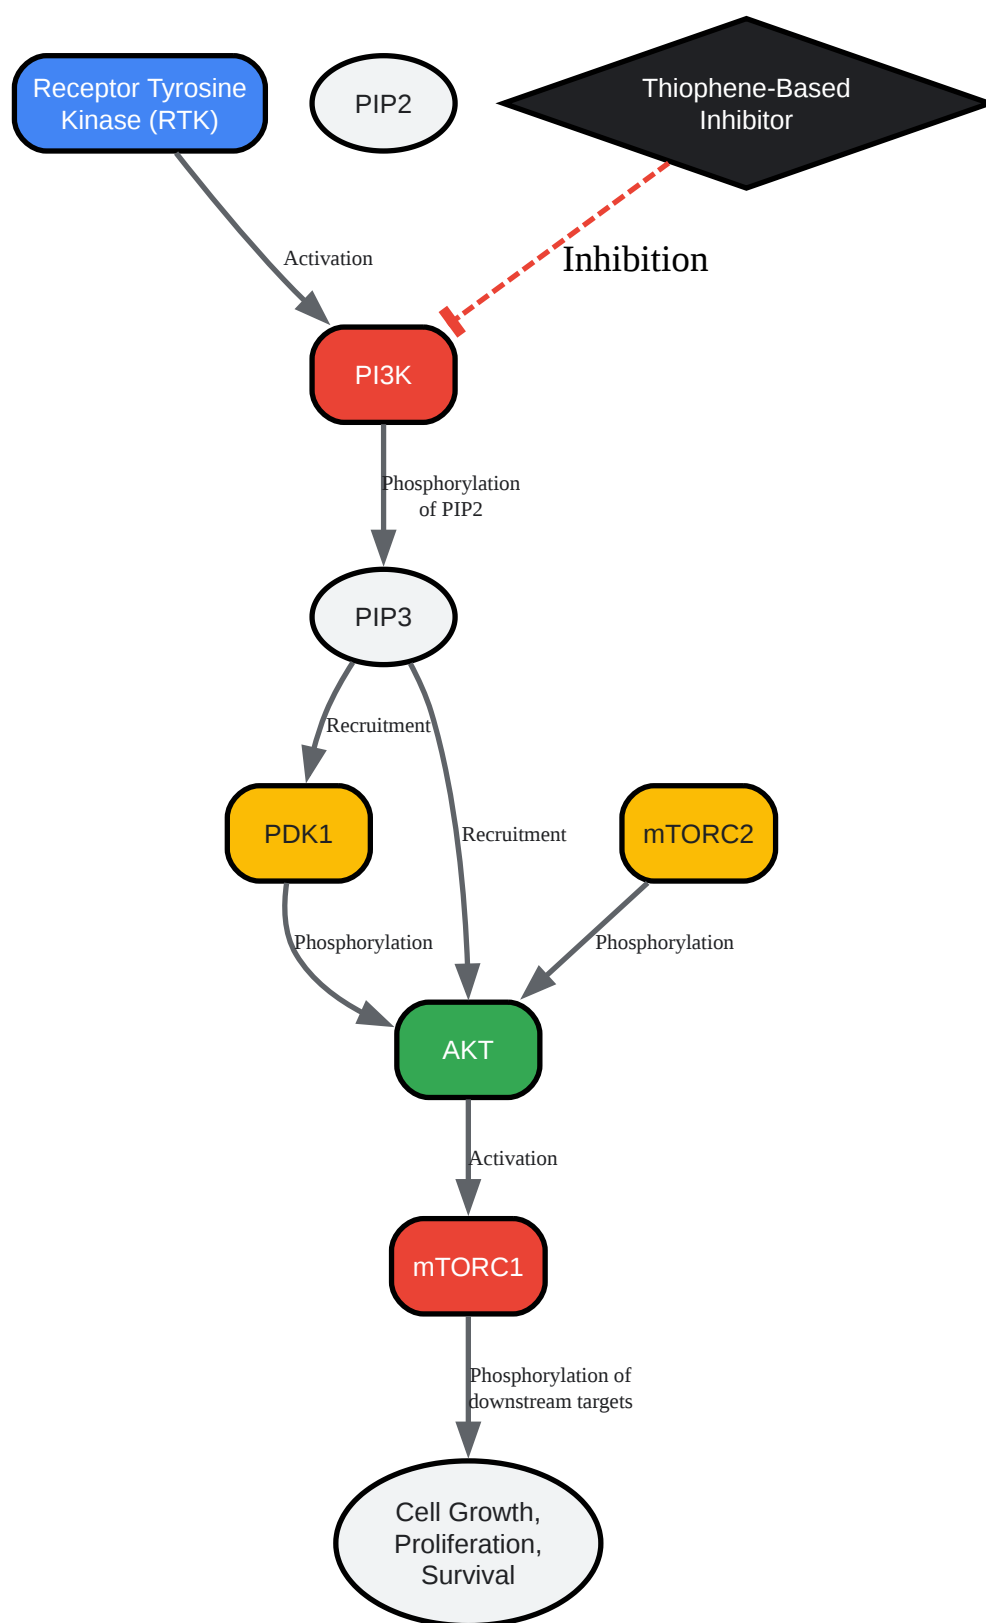 Receptor Tyrosine
Kinase (RTK)
PIP2
Thiophene-Based
Inhibitor
Activation
Inhibition
PI3K
Phosphorylation
of PIP2
PIP3
Recruitment
PDK1
Recruitment
mTORC2
Phosphorylation
Phosphorylation
AKT
Activation
mTORC1
Phosphorylation of
downstream targets
Cell Growth,
Proliferation,
Survival